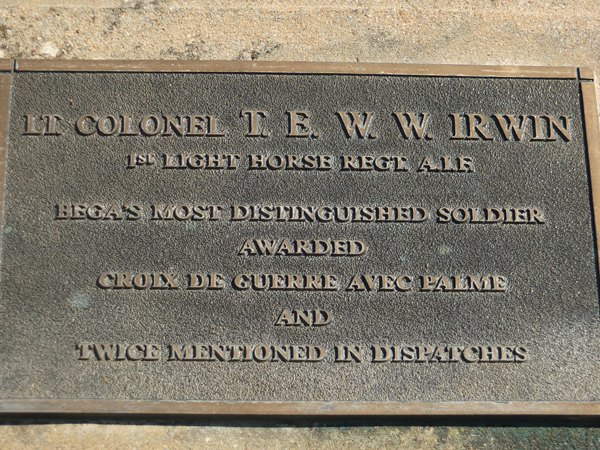 LT. COLONEL T. E. W. W. IRWIN
1ST LIGHT HORSE REGT. A.I.F.
BEGA'S MOST DISTINGUISHED SOLDIER
AWARDED
CROIX DE GUERRE AVEC PALME
AND
TWICE MENTIONED IN DISPATCHES